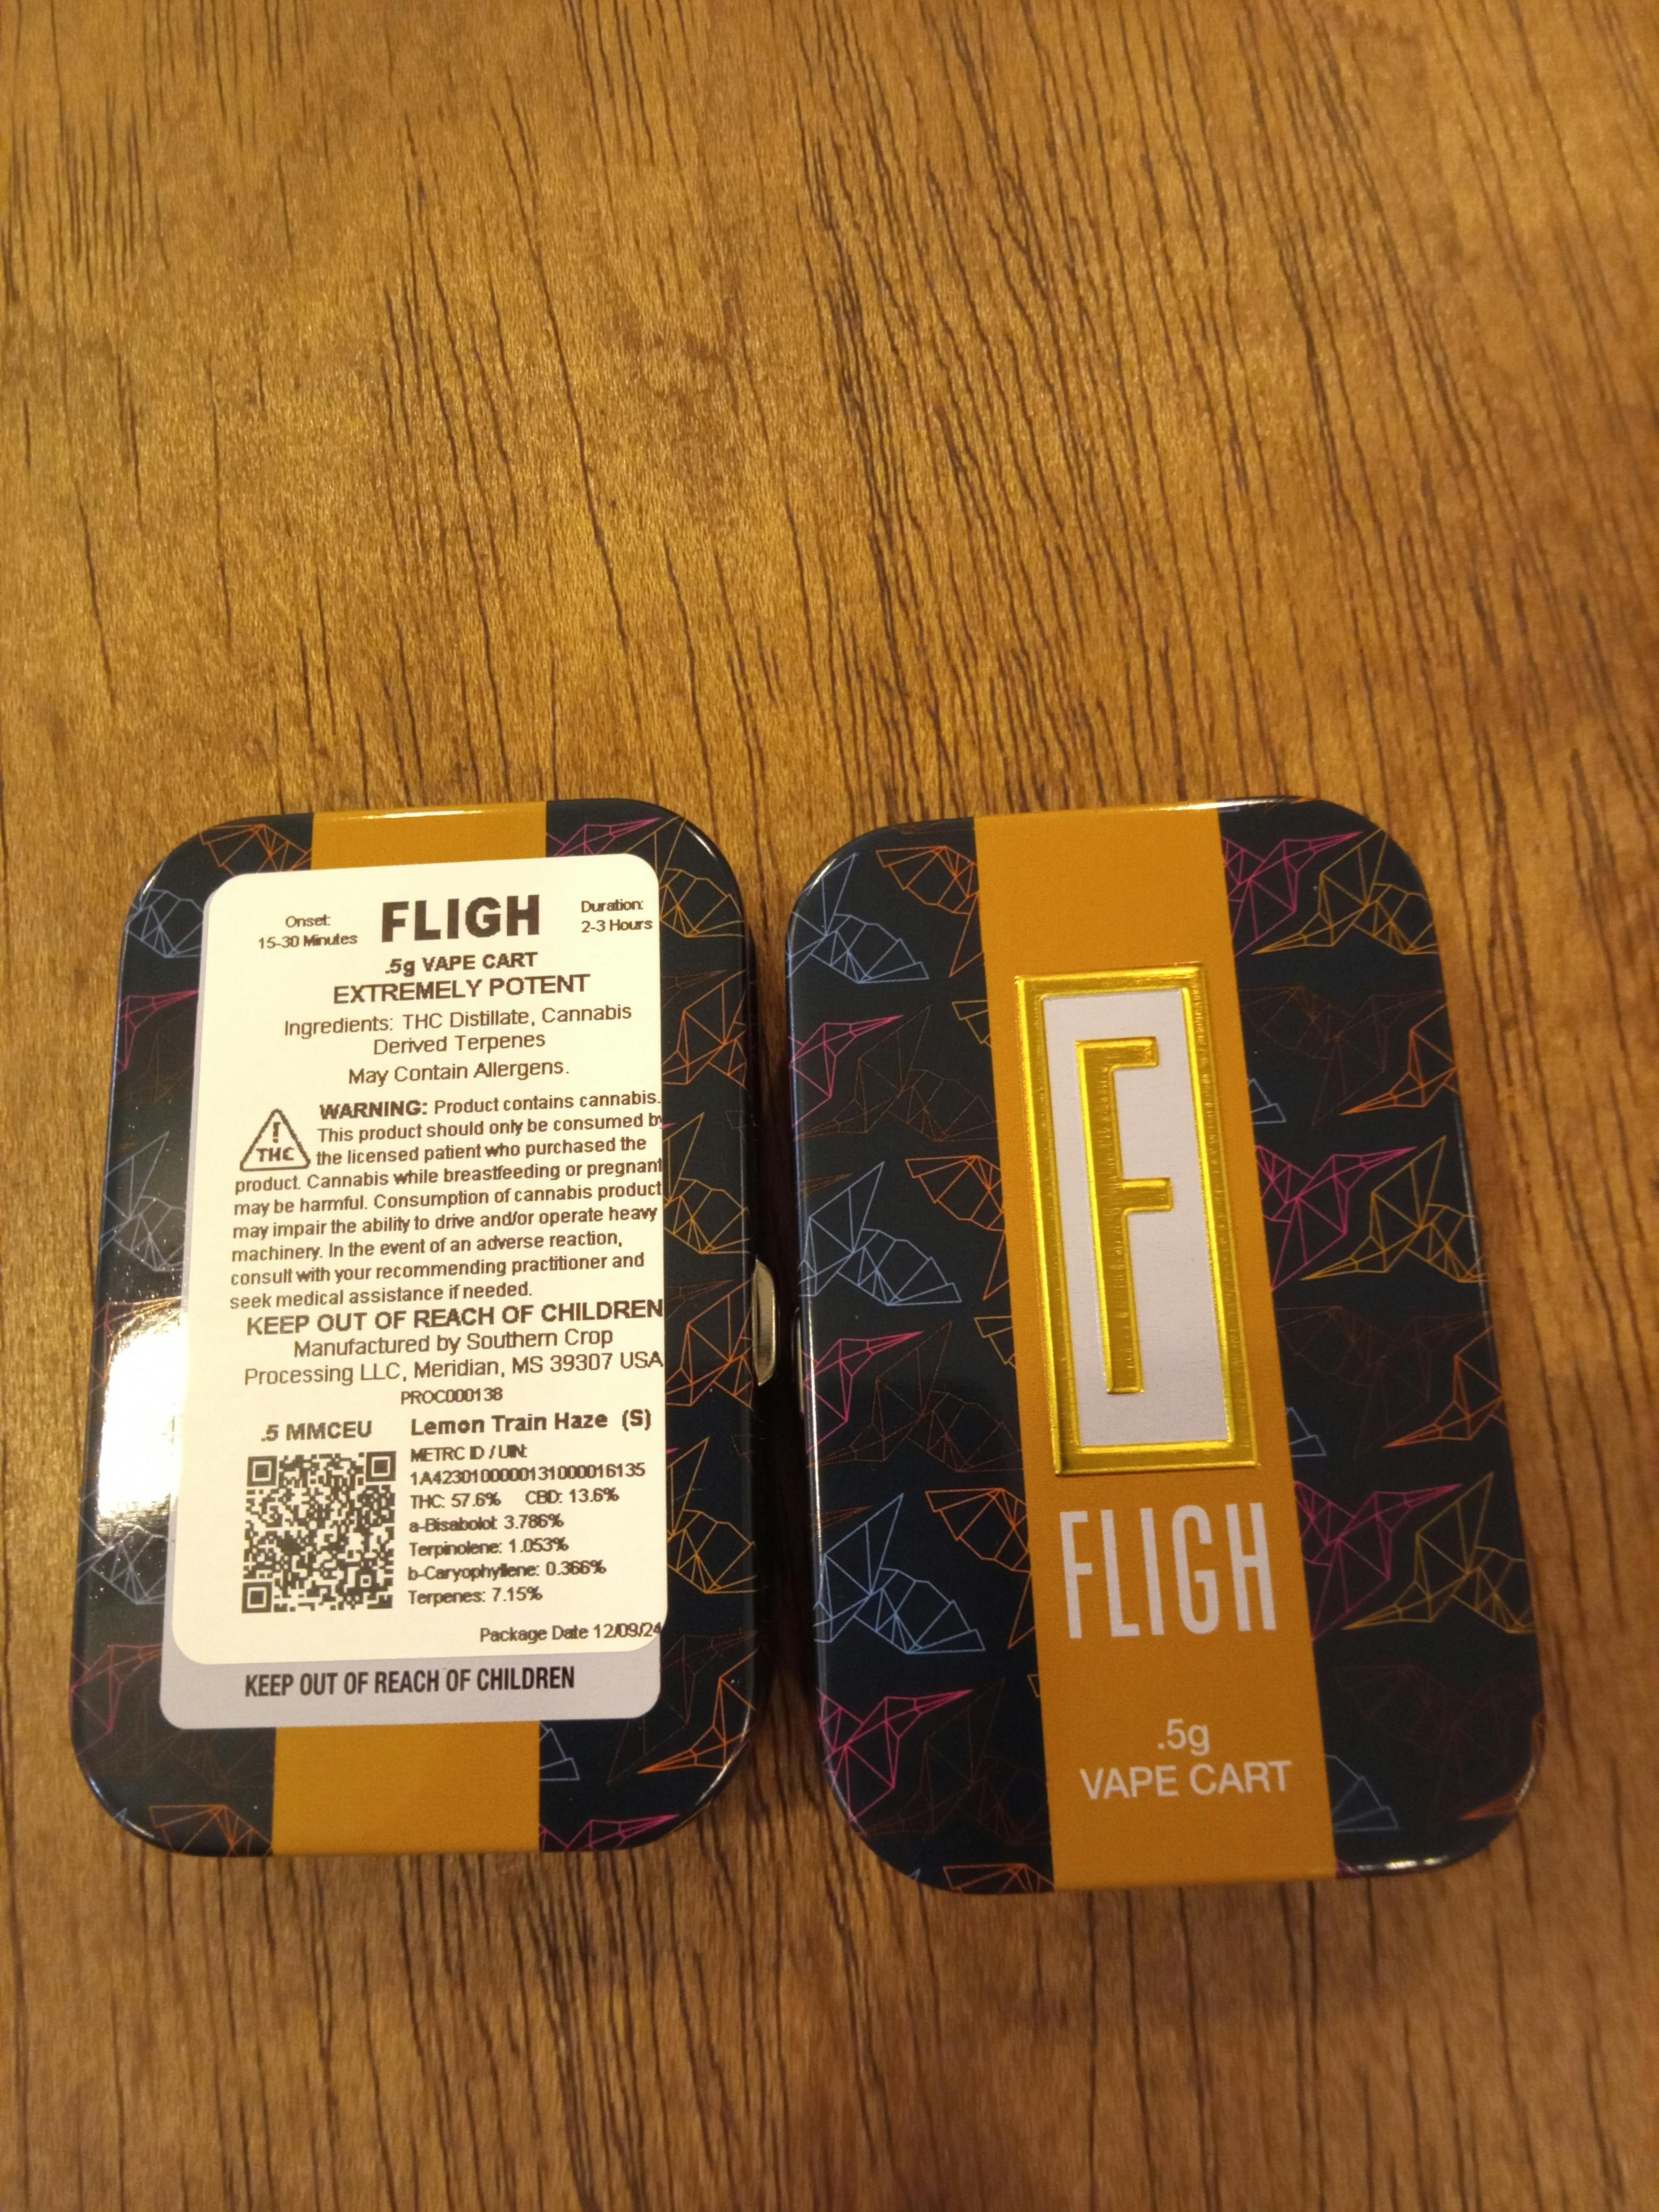 Onset:
15-30 Minutes
FLIGH
Duration:
2-3 Hours
.5g VAPE CART
EXTREMELY POTENT
Ingredients: THC Distillate, Cannabis
Derived Terpenes
May Contain Allergens.
WARNING: Product contains cannabis.
This product should only be consumed by
the licensed patient who purchased the
product. Cannabis while breastfeeding or pregnant
may be harmful. Consumption of cannabis product
may impair the ability to drive and/or operate heavy
machinery. In the event of an adverse reaction,
consult with your recommending practitioner and
seek medical assistance if needed.
!
THC
KEEP OUT OF REACH OF CHILDREN
Manufactured by Southern Crop
Processing LLC, Meridian, MS 39307 USA
PROC000138
.5 MMCEU
Lemon Train Haze (S)
METRC ID / UIN:
1A4230100000131000016135
THC: 57.6% CBD: 13.6%
a-Bisabolol: 3.786%
Terpinolene: 1.053%
b-Caryophyllene: 0.366%
Terpenes: 7.15%
Package Date 12/09/24
KEEP OUT OF REACH OF CHILDREN
F
FLIGH
.5g
VAPE CART